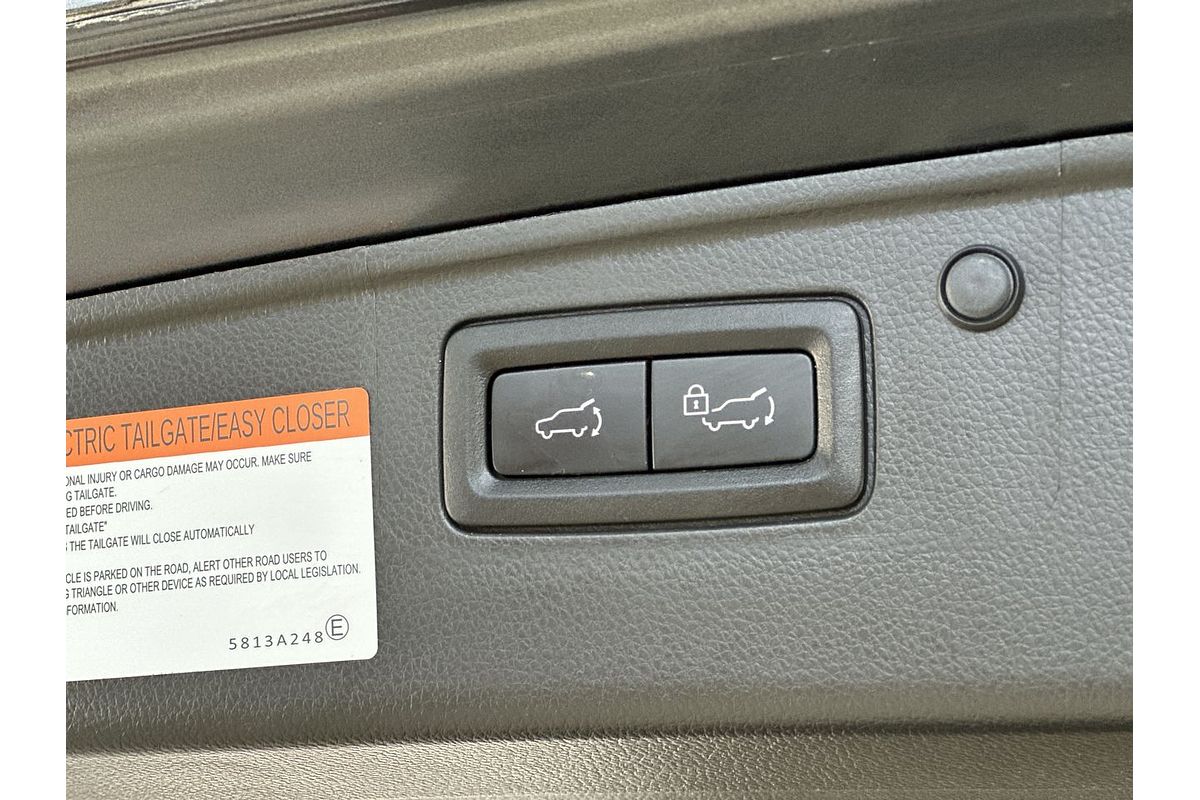 CTRIC TAILGATE/EASY CLOSER
ONAL INJURY OR CARGO DAMAGE MAY OCCUR. MAKE SURE
G TAILGATE.
ED BEFORE DRIVING.
TAILGATE"
THE TAILGATE WILL CLOSE AUTOMATICALLY
CLE IS PARKED ON THE ROAD, ALERT OTHER ROAD USERS TO
G TRIANGLE OR OTHER DEVICE AS REQUIRED BY LOCAL LEGISLATION.
FORMATION.
5813A248 Ⓔ